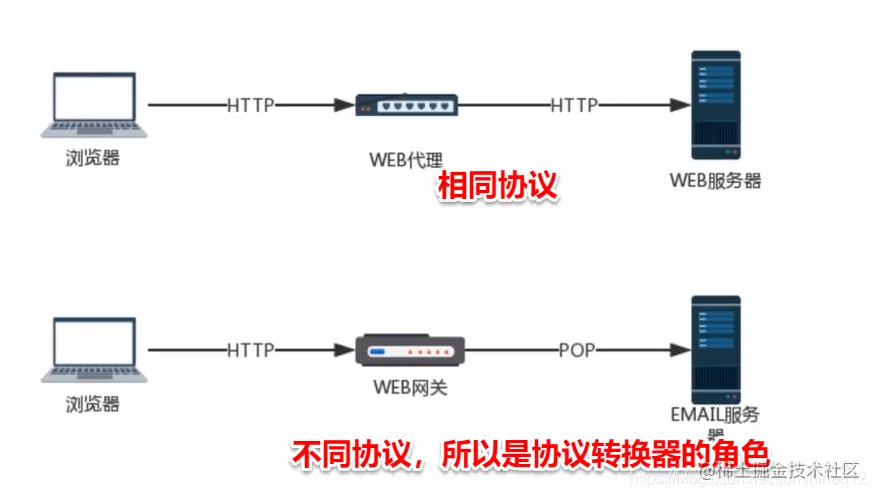 HTTP
HTTP
浏览器
WEB代理
WEB服务器
相同协议
HTTP
POP
浏览器
WEB网关
EMAIL服务
器
不同协议，所以是协议转换器的角色
@稀土掘金技术社区